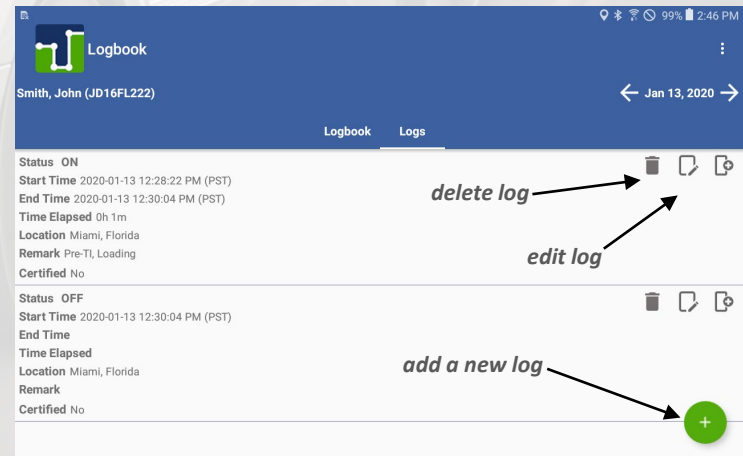 99% 2:46 PM
Logbook
Smith, John (JD16FL222)
Jan 13, 2020
Logbook Logs
Status ON
Start Time 2020-01-13 12:28:22 PM (PST)
End Time 2020-01-13 12:30:04 PM (PST)
Time Elapsed 0h 1m
Location Miami, Florida
Remark Pre-TI, Loading
Certified No
delete log
edit log
Status OFF
Start Time 2020-01-13 12:30:04 PM (PST)
End Time
Time Elapsed
Location Miami, Florida
Remark
Certified No
add a new log
+